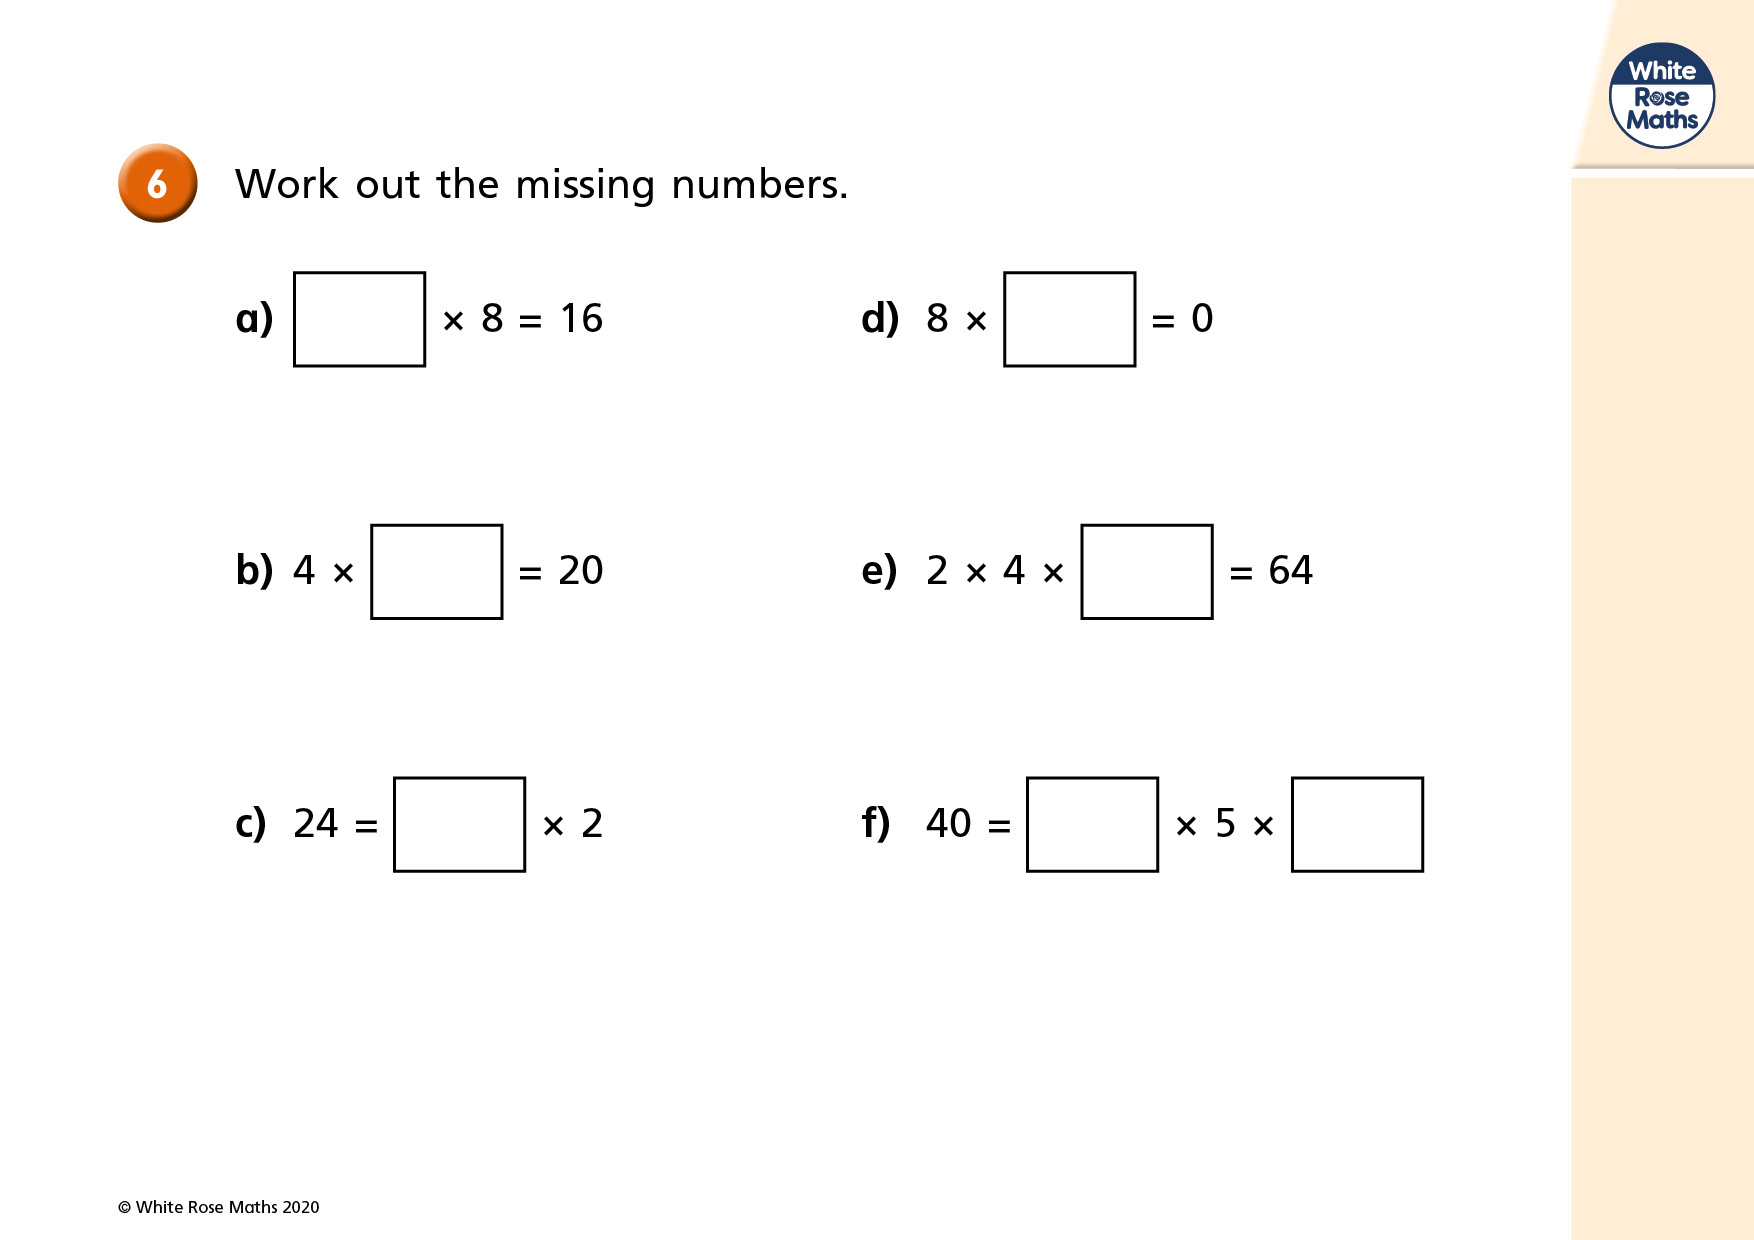 White
Rose
Maths
6 Work out the missing numbers.
a) × 8 = 16
d) 8 × = 0
b) 4 × = 20
e) 2 × 4 × = 64
c) 24 = × 2
f) 40 = × 5 ×
© White Rose Maths 2020